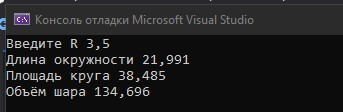 Консоль отладки Microsoft Visual Studio
Введите R 3,5
Длина окружности 21,991
Площадь круга 38,485
Объём шара 134,696